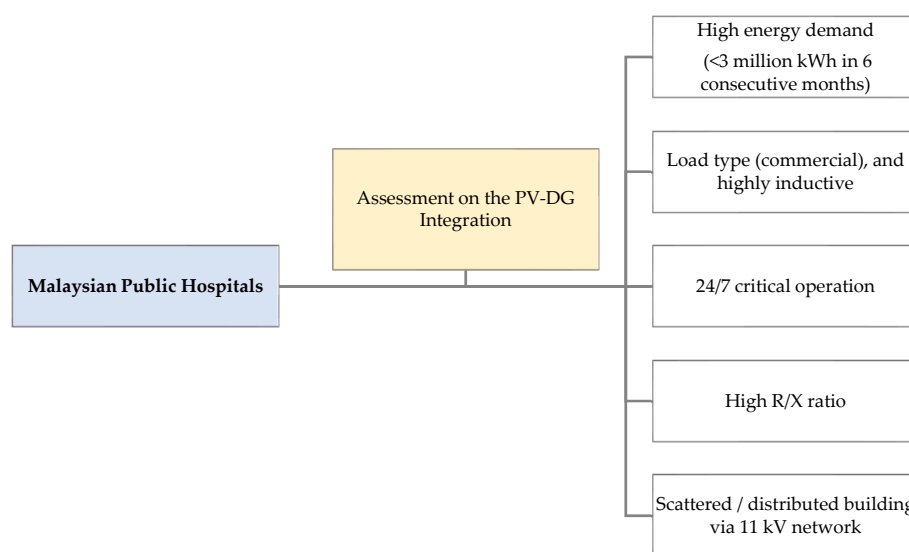 High energy demand
(<3 million kWh in 6
consecutive months)
Assessment on the PV-DG
Integration
Load type (commercial), and
highly inductive
Malaysian Public Hospitals
24/7 critical operation
High R/X ratio
Scattered / distributed building
via 11 kV network